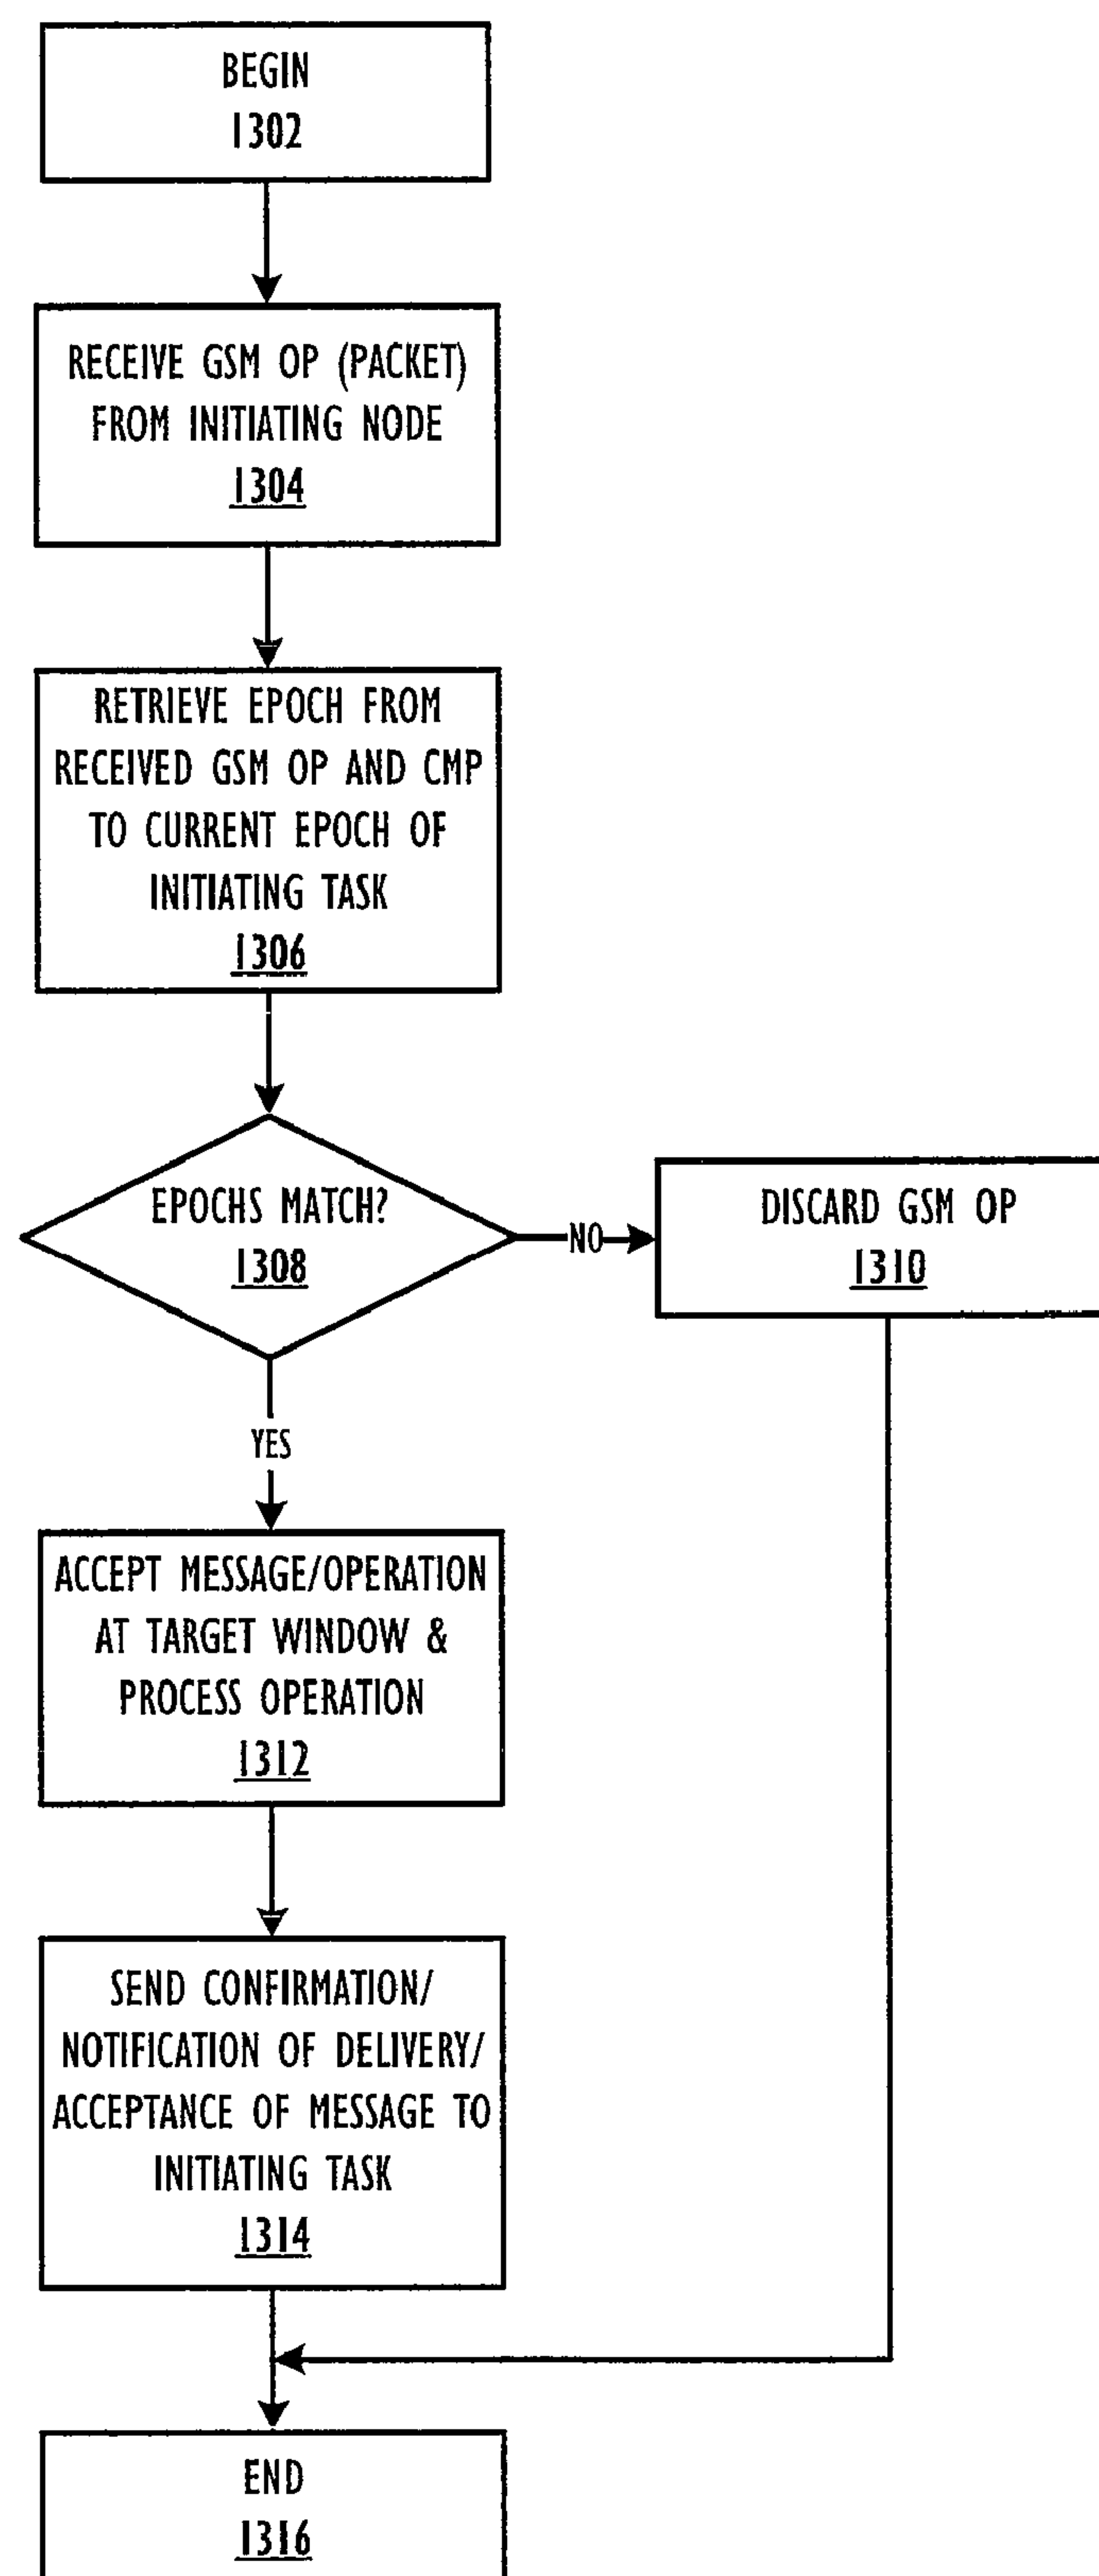 BEGIN
1302
RECEIVE GSM OP (PACKET)
FROM INITIATING NODE
1304
RETRIEVE EPOCH FROM
RECEIVED GSM OP AND CMP
TO CURRENT EPOCH OF
INITIATING TASK
1306
EPOCHS MATCH?
1308
NO
DISCARD GSM OP
1310
YES
ACCEPT MESSAGE/OPERATION
AT TARGET WINDOW &
PROCESS OPERATION
1312
SEND CONFIRMATION/
NOTIFICATION OF DELIVERY/
ACCEPTANCE OF MESSAGE TO
INITIATING TASK
1314
END
1316